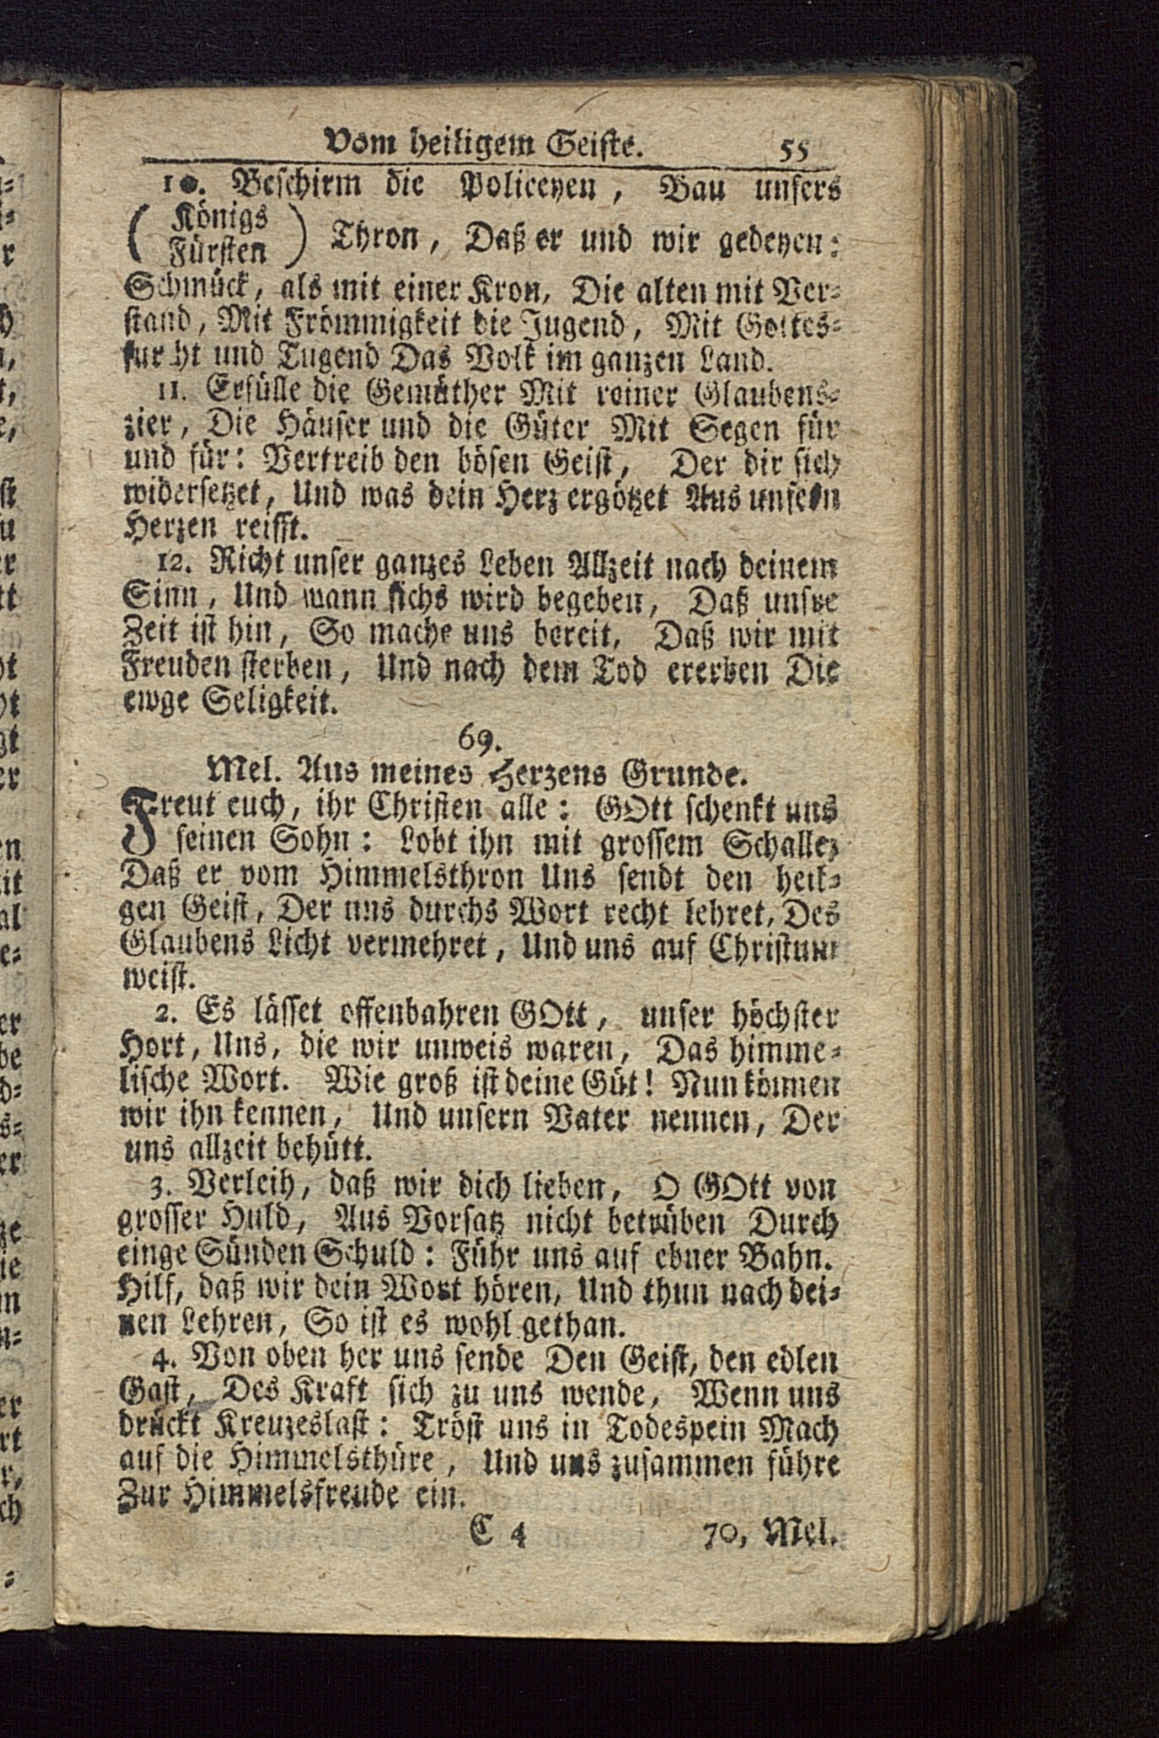 Vom heiligem Geiste. 55
10. Beschirm die Policeyen, Bau unsers
(Königs
Fürsten) Thron, Daß er und wir gedeyen:
Schmück, als mit einer Kron, Die alten mit Ver-
stand, Mit Frömmigkeit die Jugend, Mit Gottes-
furcht und Tugend Das Volk im ganzen Land.
11. Erfülle die Gemüther Mit reiner Glaubens-
zier, Die Häuser und die Güter Mit Segen für
und für: Vertreib den bösen Geist, Der dir sich
widersetzet, Und was dein Herz ergötzet Aus unsern
Herzen reisst.
12. Richt unser ganzes Leben Allzeit nach deinem
Sinn, Und wann sichs wird begeben, Daß unsre
Zeit ist hin, So mache uns bereit, Daß wir mit
Freuden sterben, Und nach dem Tod ererben Die
ewge Seligkeit.
69.
Mel. Aus meines Herzens Grunde.
Freut euch, ihr Christen alle: GOtt schenkt uns
seinen Sohn: Lobt ihn mit grossem Schalle,
Daß er vom Himmelsthron Uns sendt den heil-
gen Geist, Der uns durchs Wort recht lehret, Des
Glaubens Licht vermehret, Und uns auf Christum
weist.
2. Es lässet offenbahren GOtt, unser höchster
Hort, Uns, die wir unweis waren, Das himme-
lische Wort. Wie groß ist deine Güt! Nun können
wir ihn kennen, Und unsern Vater nennen, Der
uns allzeit behütt.
3. Verleih, daß wir dich lieben, O GOtt von
grosser Huld, Aus Vorsatz nicht betrüben Durch
einge Sünden Schuld: Führ uns auf ebner Bahn.
Hilf, daß wir dein Wort hören, Und thun nach dei-
nen Lehren, So ist es wohl gethan.
4. Von oben her uns sende Den Geist, den edlen
Gast, Des Kraft sich zu uns wende, Wenn uns
drückt Kreuzeslast: Tröst uns in Todespein Mach
auf die Himmelsthüre, Und uns zusammen führe
Zur Himmelsfreude ein.
C 4 70, Mel.